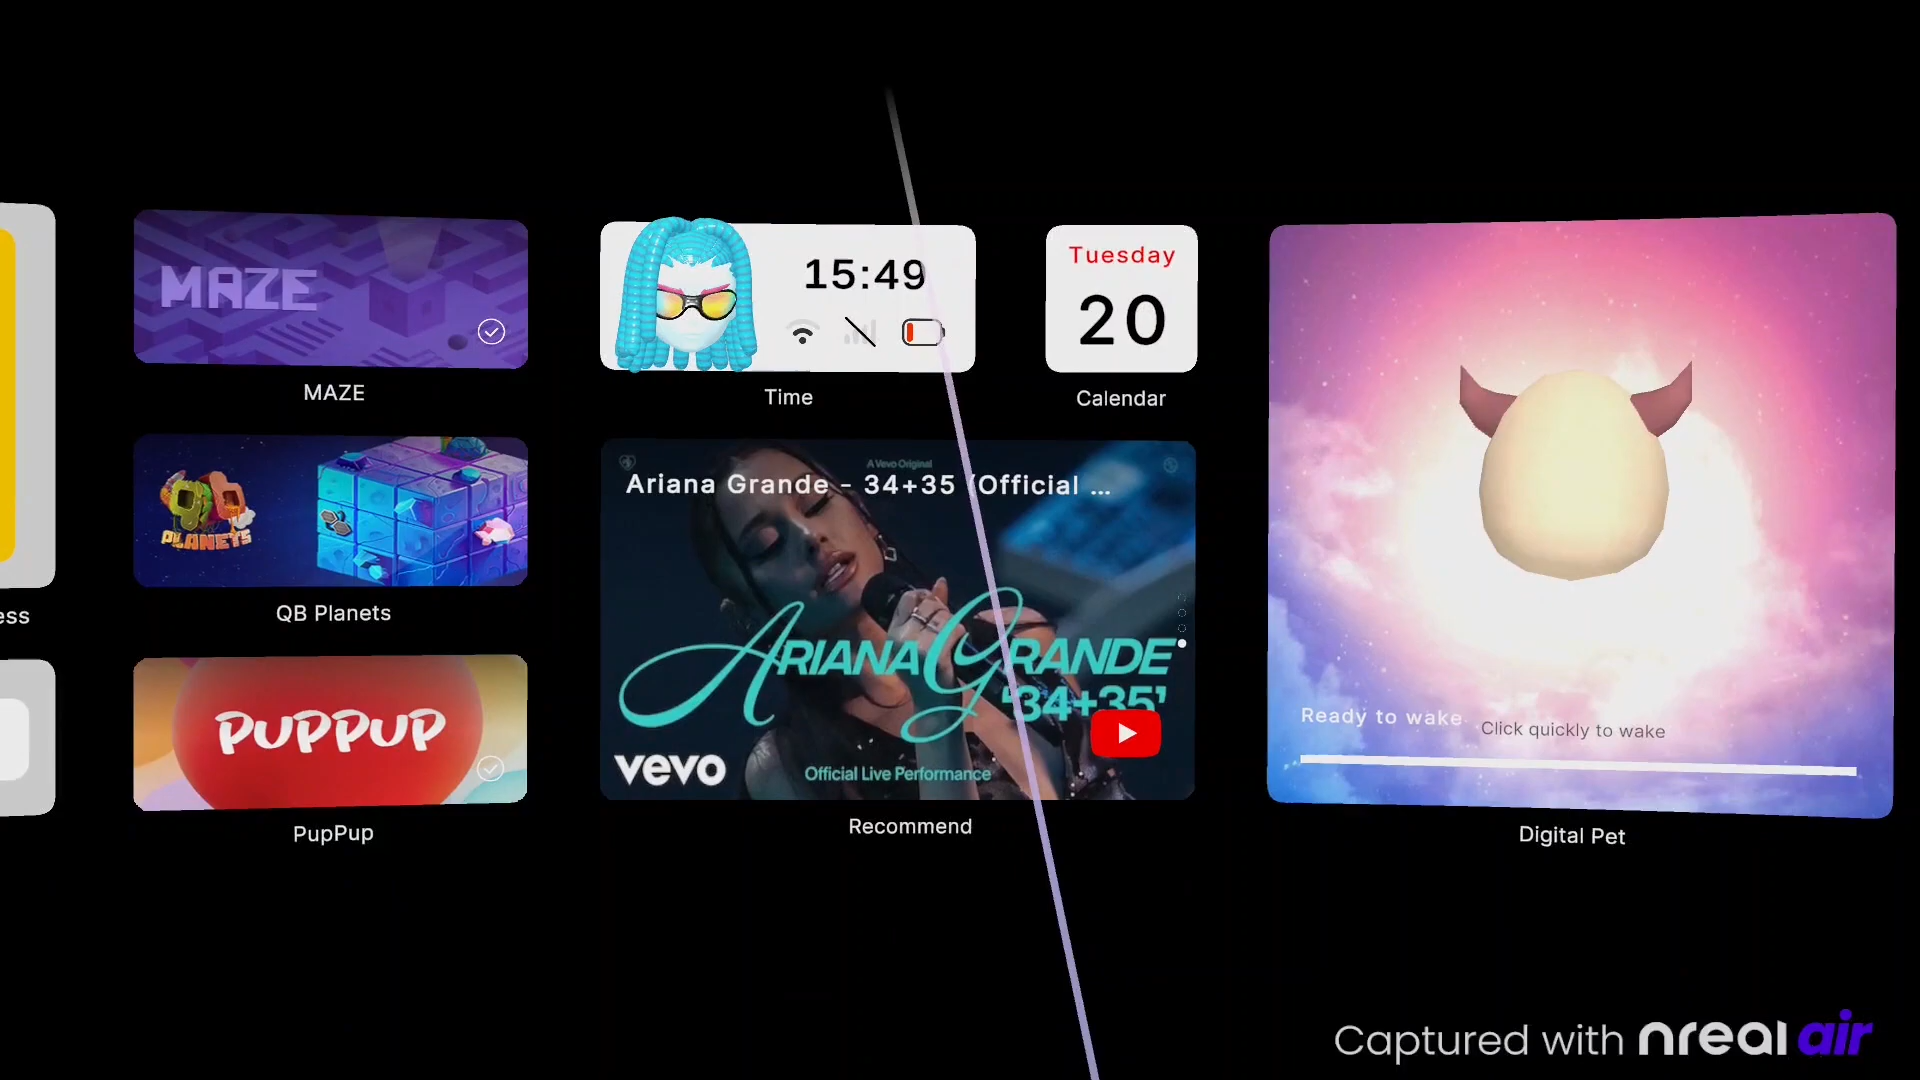 ess
MAZE
MAZE
PLANETS
QB Planets
PUPPUP
PupPup
15:49
Time
Tuesday
20
Calendar
A Vevo Original
Ariana Grande - 34+35 (Official ...
ARIANA GRANDE
'34+35'
vevo
Official Live Performance
Recommend
Ready to wake
Click quickly to wake
Digital Pet
Captured with nreal air